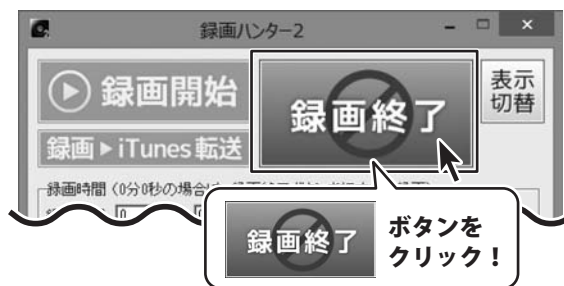 録画ハンター2
録画開始
録画終了
表示
切替
録画▶iTunes転送
録画時間（0分0秒の場合は
録画終了
ボタンを
クリック！